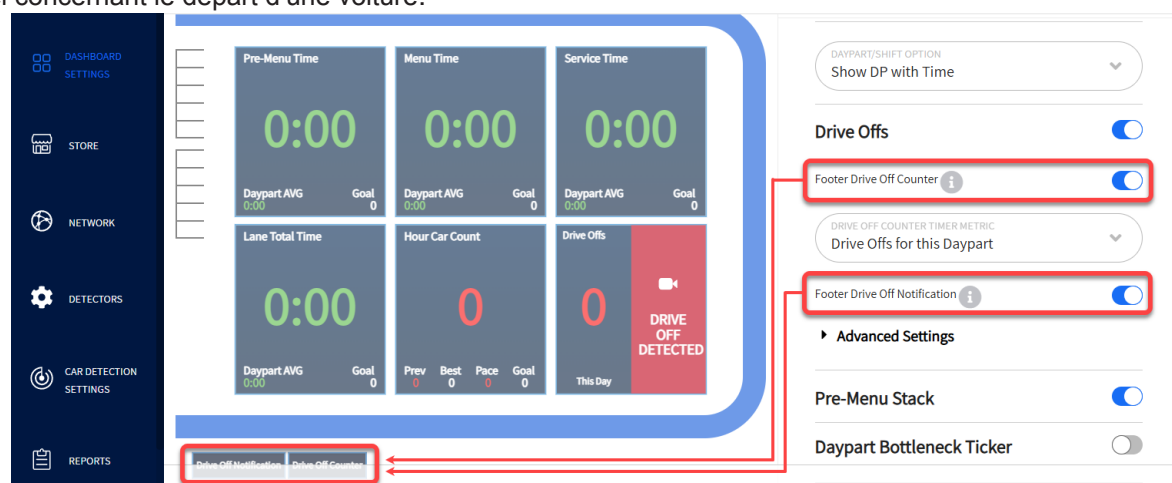 concernant le départ d'une voiture.
DASHBOARD
SETTINGS
STORE
NETWORK
DETECTORS
CAR DETECTION
SETTINGS
REPORTS
Pre-Menu Time
0:00
Daypart AVG Goal
0:00 0
Menu Time
0:00
Daypart AVG Goal
0:00 0
Service Time
0:00
Daypart AVG Goal
0:00 0
Lane Total Time
0:00
Daypart AVG Goal
0:00 0
Hour Car Count
0
Prev Best Pace Goal
0 0 0 0
Drive Offs
0
This Day
DRIVE
OFF
DETECTED
Drive Off Notification Drive Off Counter
DAYPART/SHIFT OPTION
Show DP with Time
Drive Offs
Footer Drive Off Counter i
DRIVE OFF COUNTER TIMER METRIC
Drive Offs for this Daypart
Footer Drive Off Notification i
Advanced Settings
Pre-Menu Stack
Daypart Bottleneck Ticker